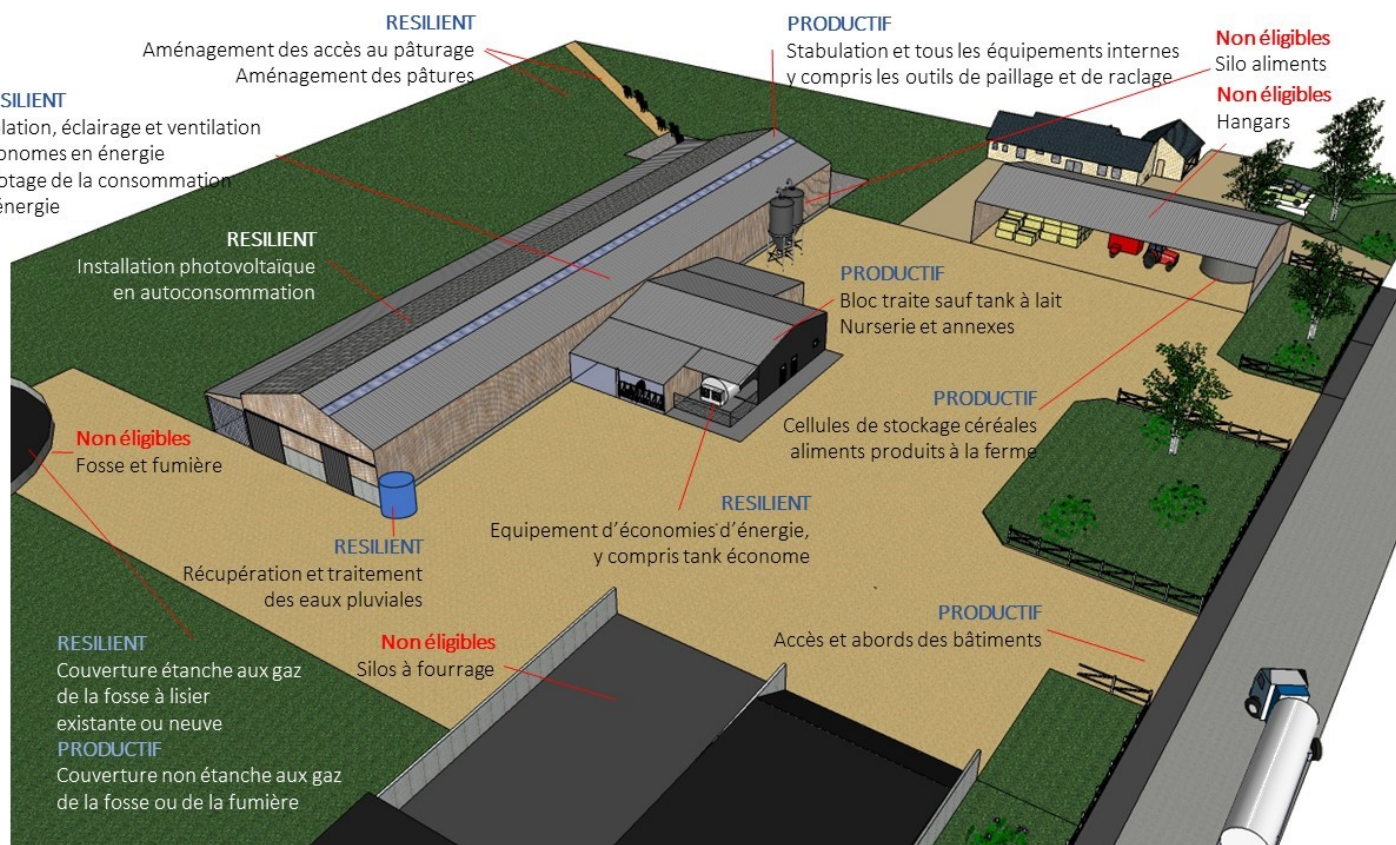 RESILIENT
Aménagement des accès au pâturage
Aménagement des pâtures
PRODUCTIF
Stabulation et tous les équipements internes
y compris les outils de paillage et de raclage
Non éligibles
Silo aliments
Non éligibles
Hangars
SILIENT
lation, éclairage et ventilation
onomes en énergie
otage de la consommation
énergie
RESILIENT
Installation photovoltaïque
en autoconsommation
PRODUCTIF
Bloc traite sauf tank à lait
Nurserie et annexes
PRODUCTIF
Cellules de stockage céréales
aliments produits à la ferme
Non éligibles
Fosse et fumière
RESILIENT
Equipement d'économies d'énergie,
y compris tank économe
RESILIENT
Récupération et traitement
des eaux pluviales
PRODUCTIF
Accès et abords des bâtiments
Non éligibles
Silos à fourrage
RESILIENT
Couverture étanche aux gaz
de la fosse à lisier
existante ou neuve
PRODUCTIF
Couverture non étanche aux gaz
de la fosse ou de la fumière